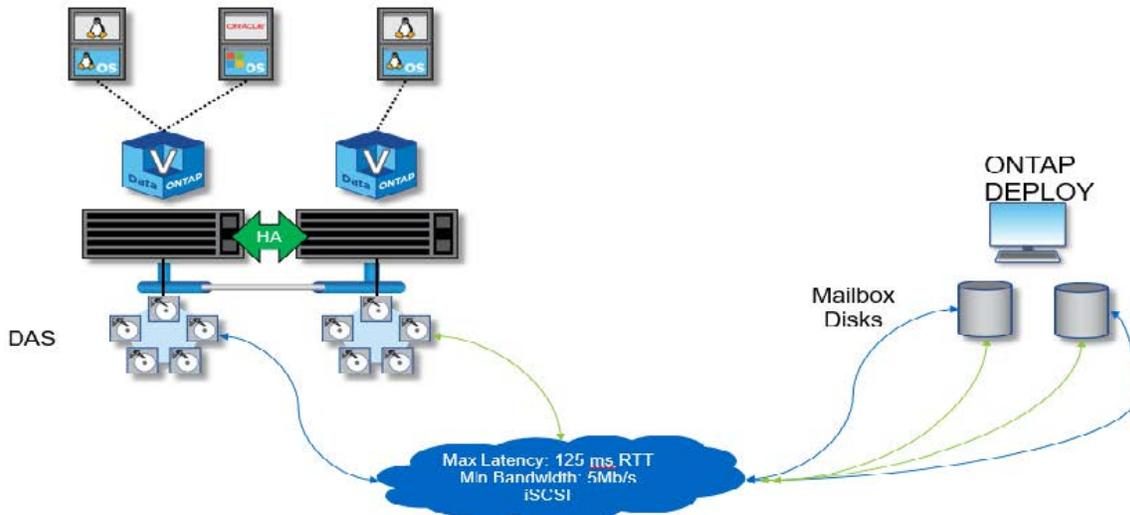 ORACLE
OS
OS
OS
V
Data ONTAP
V
Data ONTAP
HA
DAS
ONTAP
DEPLOY
Mailbox
Disks
Max Latency: 125 ms RTT
Min Bandwidth: 5Mb/s
iSCSI